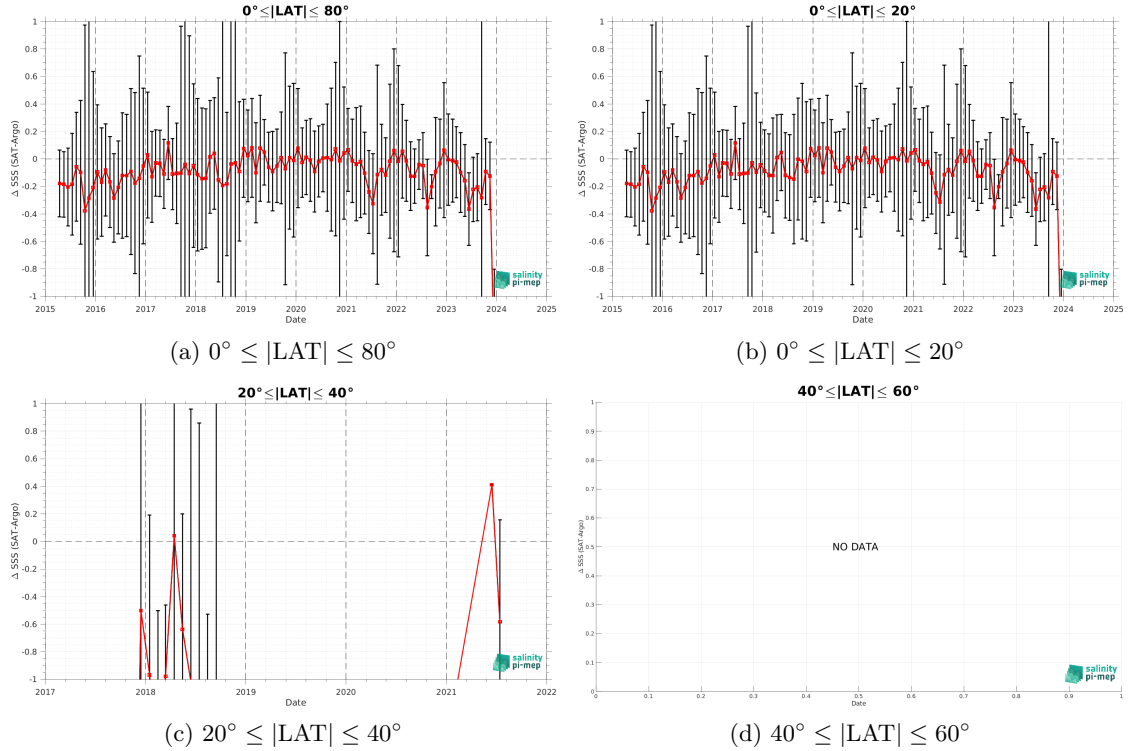 0°≤|LAT|≤ 80°
Δ SSS (SAT-Argo)
1
0.8
0.6
0.4
0.2
0
-0.2
-0.4
-0.6
-0.8
-1
2015 2016 2017 2018 2019 2020 2021 2022 2023 2024 2025
Date
salinity
pi-mep
(a) 0° ≤ |LAT| ≤ 80°
0°≤|LAT|≤ 20°
Δ SSS (SAT-Argo)
1
0.8
0.6
0.4
0.2
0
-0.2
-0.4
-0.6
-0.8
-1
2015 2016 2017 2018 2019 2020 2021 2022 2023 2024 2025
Date
salinity
pi-mep
(b) 0° ≤ |LAT| ≤ 20°
20°≤|LAT|≤ 40°
Δ SSS (SAT-Argo)
1
0.8
0.6
0.4
0.2
0
-0.2
-0.4
-0.6
-0.8
-1
2017 2018 2019 2020 2021 2022
Date
salinity
pi-mep
(c) 20° ≤ |LAT| ≤ 40°
40°≤|LAT|≤ 60°
Δ SSS (SAT-Argo)
1
0.9
0.8
0.7
0.6
0.5
0.4
0.3
0.2
0.1
0
NO DATA
0 0.1 0.2 0.3 0.4 0.5 0.6 0.7 0.8 0.9 1
Date
salinity
pi-mep
(d) 40° ≤ |LAT| ≤ 60°